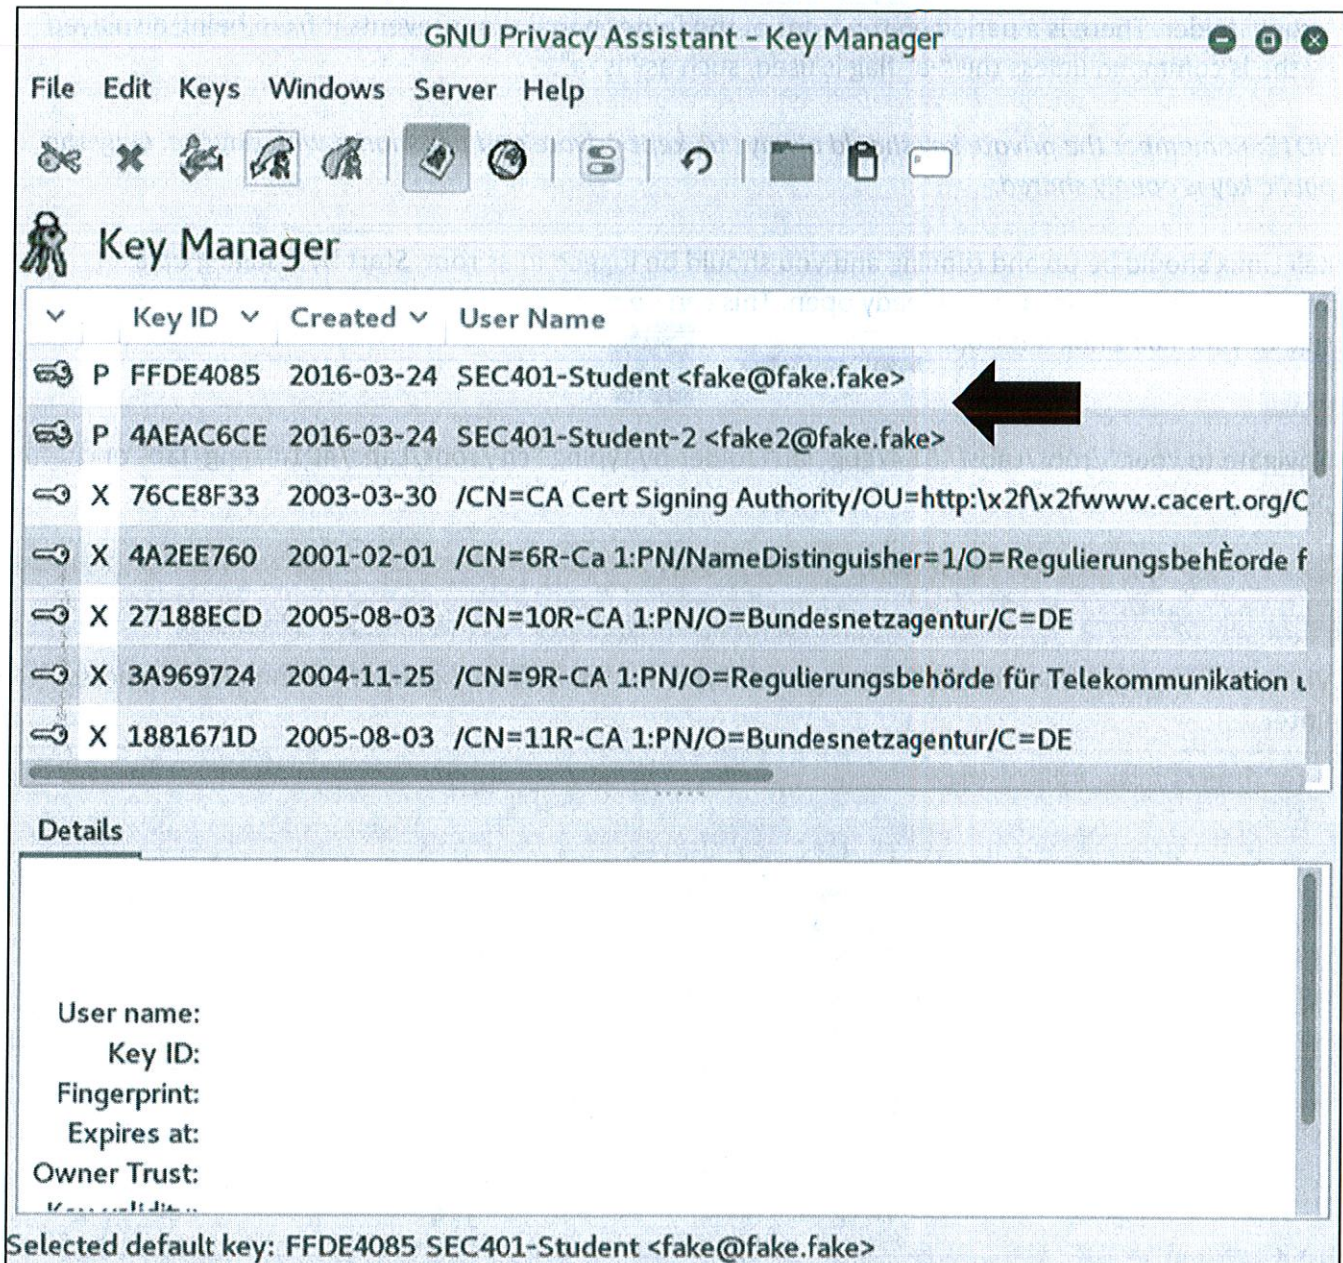 GNU Privacy Assistant - Key Manager
File Edit Keys Windows Server Help
Key Manager
Key ID Created User Name
P FFDE4085 2016-03-24 SEC401-Student <fake@fake.fake>
P 4AEAC6CE 2016-03-24 SEC401-Student-2 <fake2@fake.fake>
X 76CE8F33 2003-03-30 /CN=CA Cert Signing Authority/OU=http:\x2f\x2fwww.cacert.org/C
X 4A2EE760 2001-02-01 /CN=6R-Ca 1:PN/NameDistinguisher=1/O=RegulierungsbehÈorde f
X 27188ECD 2005-08-03 /CN=10R-CA 1:PN/O=Bundesnetzagentur/C=DE
X 3A969724 2004-11-25 /CN=9R-CA 1:PN/O=Regulierungsbehörde für Telekommunikation
X 1881671D 2005-08-03 /CN=11R-CA 1:PN/O=Bundesnetzagentur/C=DE
Details
User name:
Key ID:
Fingerprint:
Expires at:
Owner Trust:
Selected default key: FFDE4085 SEC401-Student <fake@fake.fake>